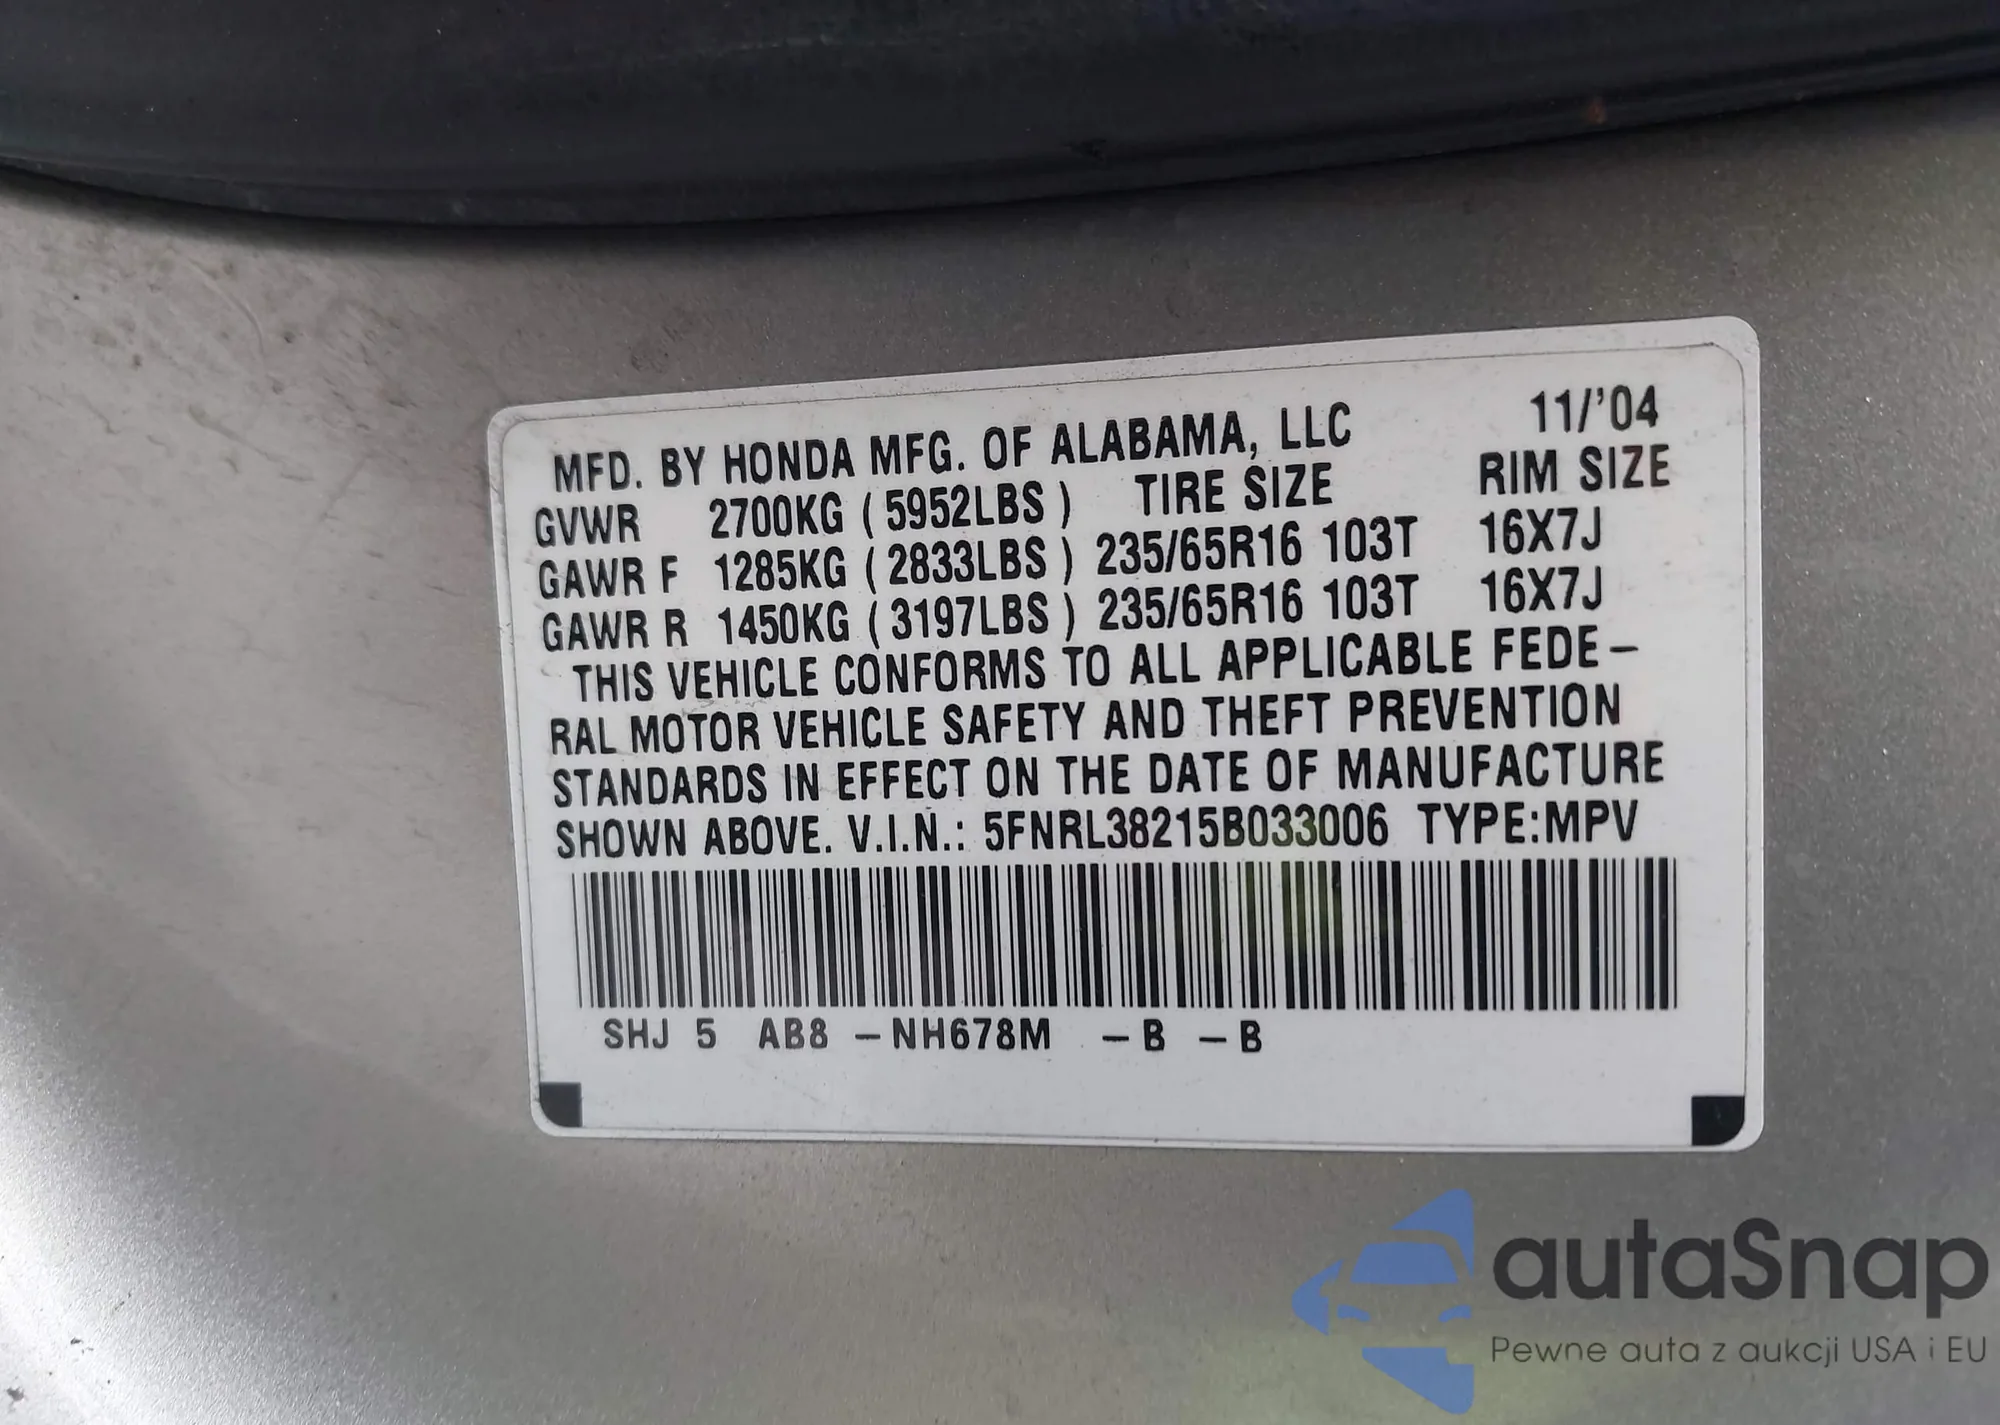 MFD. BY HONDA MFG. OF ALABAMA, LLC 11/'04
GVWR 2700KG ( 5952LBS ) TIRE SIZE RIM SIZE
GAWR F 1285KG ( 2833LBS ) 235/65R16 103T 16X7J
GAWR R 1450KG ( 3197LBS ) 235/65R16 103T 16X7J
THIS VEHICLE CONFORMS TO ALL APPLICABLE FEDE-
RAL MOTOR VEHICLE SAFETY AND THEFT PREVENTION
STANDARDS IN EFFECT ON THE DATE OF MANUFACTURE
SHOWN ABOVE. V.I.N.: 5FNRL38215B033006 TYPE:MPV
SHJ 5 AB8 -NH678M -B -B
autaSnap
Pewne auta z aukcji USA i EU